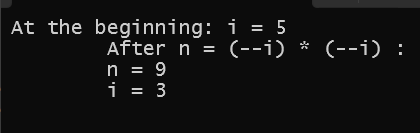 At the beginning: i = 5
After n = (--i) * (--i) :
n = 9
i = 3